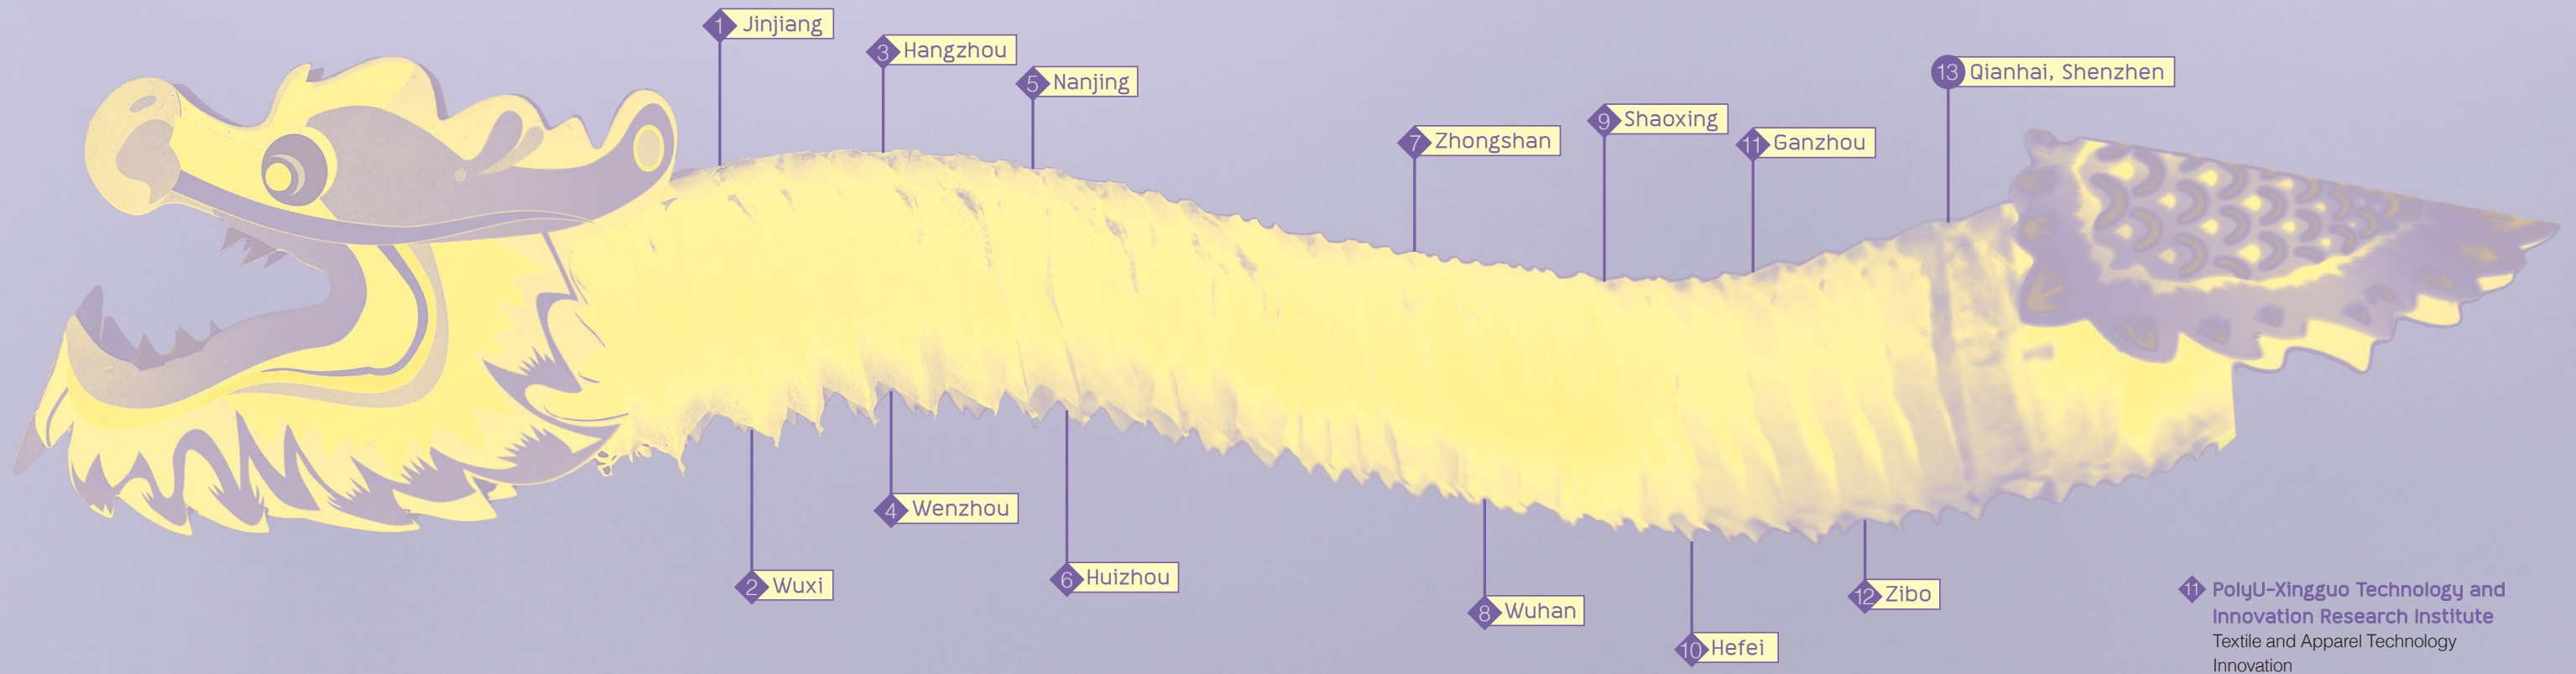 1 Jinjiang
3 Hangzhou
5 Nanjing
7 Zhongshan
9 Shaoxing
11 Ganzhou
13 Qianhai, Shenzhen
2 Wuxi
4 Wenzhou
6 Huizhou
8 Wuhan
10 Hefei
12 Zibo
11 PolyU-Xingguo Technology and
Innovation Research Institute
Textile and Apparel Technology
Innovation